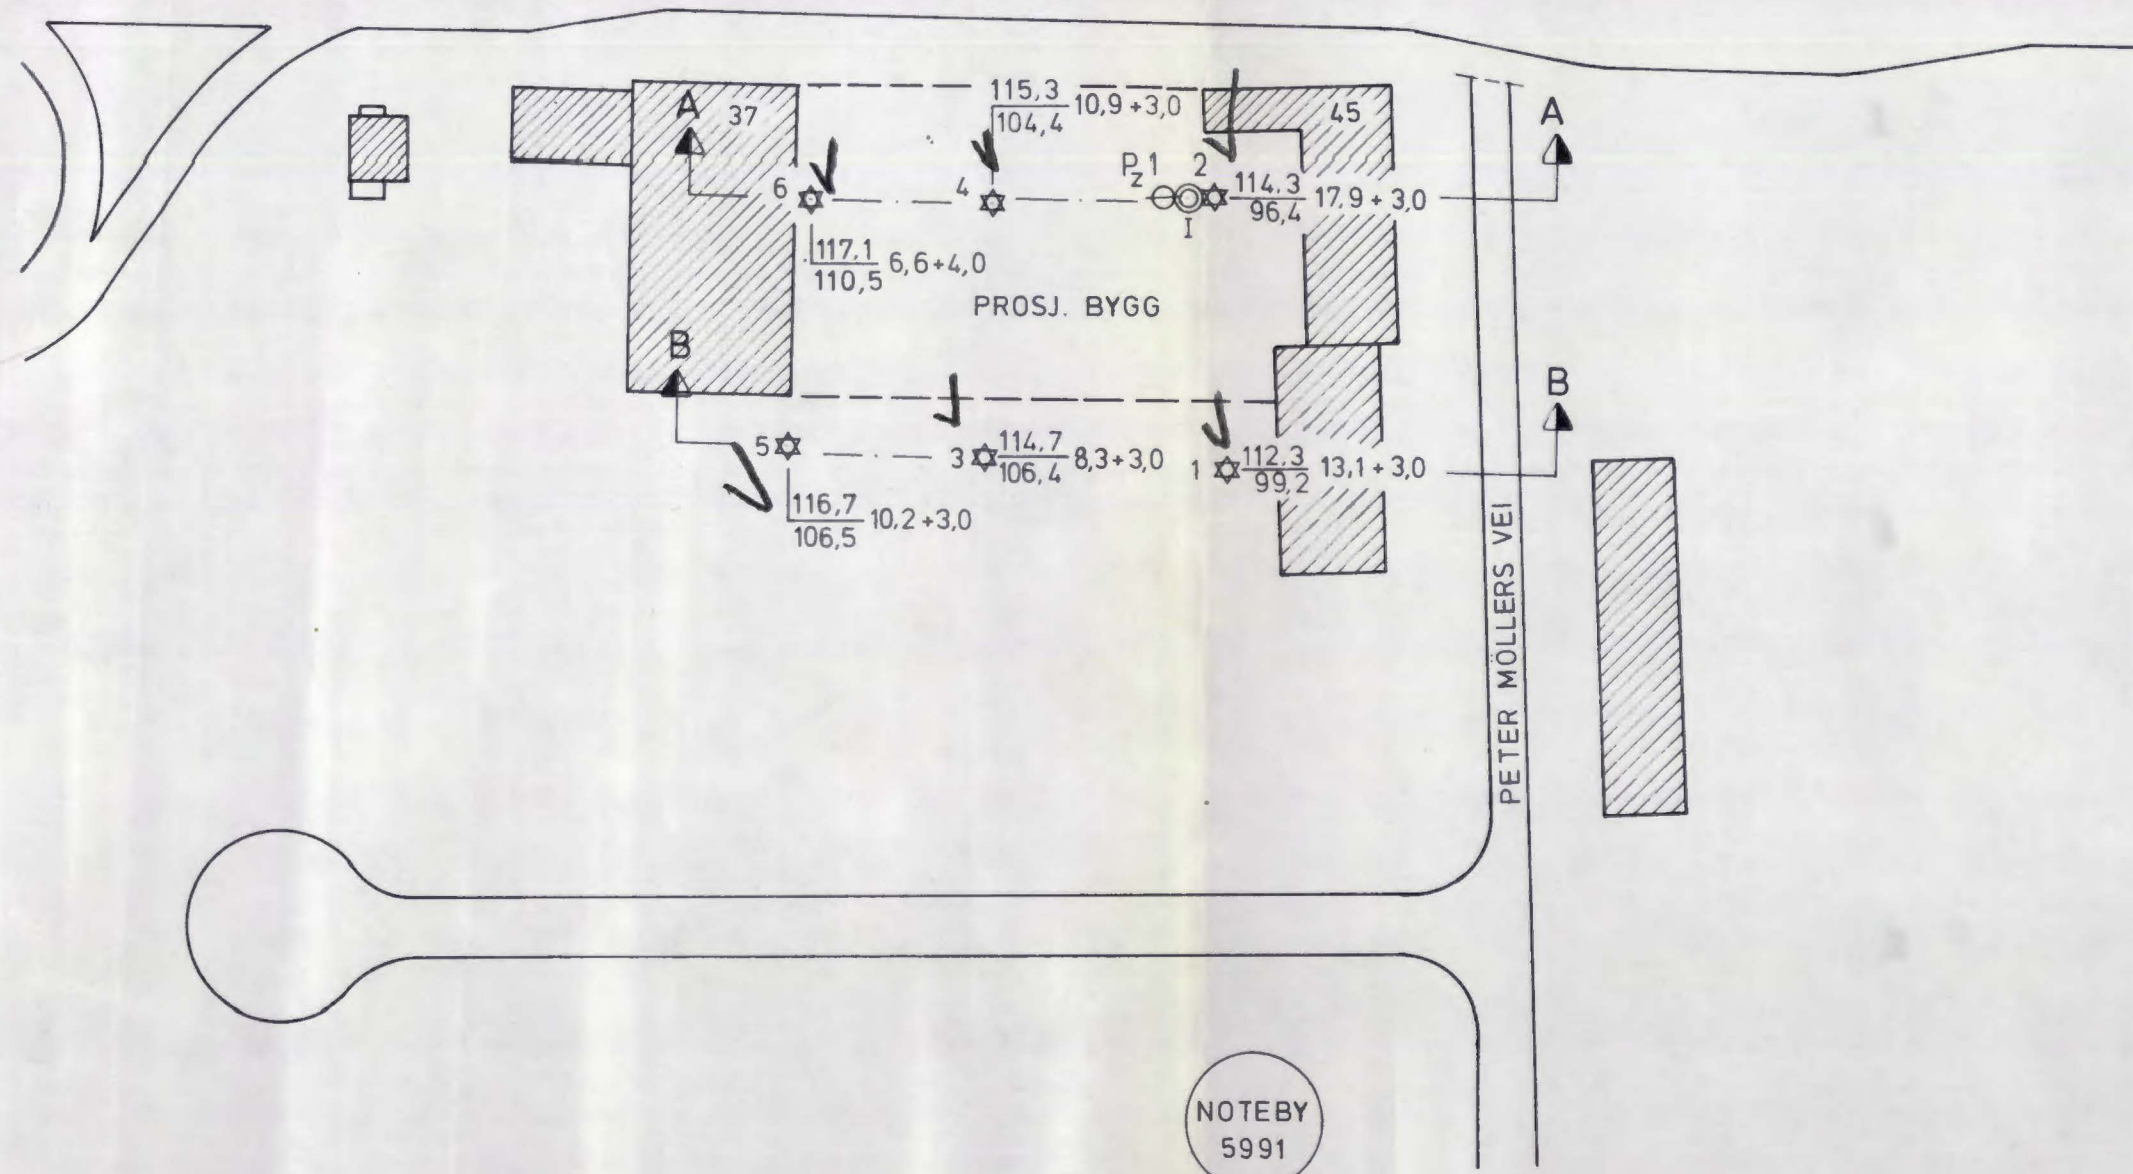 115,3
104,4 10,9+3,0
A 37
45
A
6
4
Pz 1
2
114.3
96,4 17,9+3,0
I
117,1
110,5 6,6+4,0
PROSJ. BYGG
B
B
5
3 114,7
106,4 8,3+3,0
1 112,3
99,2 13,1+3,0
116,7
106,5 10,2+3,0
PETER MÖLLERS VEI
NOTEBY
5991